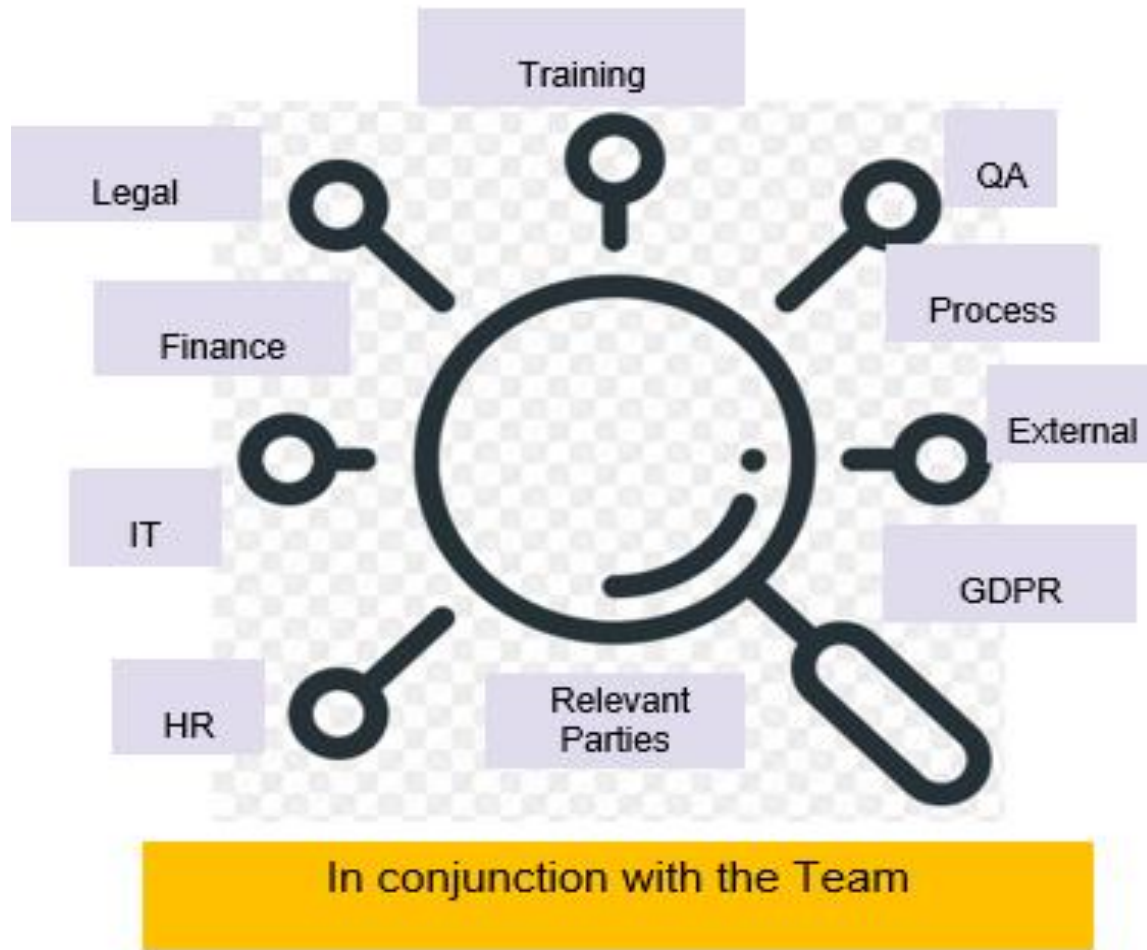 Training
Legal
QA
Process
Finance
External
IT
GDPR
HR
Relevant
Parties
In conjunction with the Team